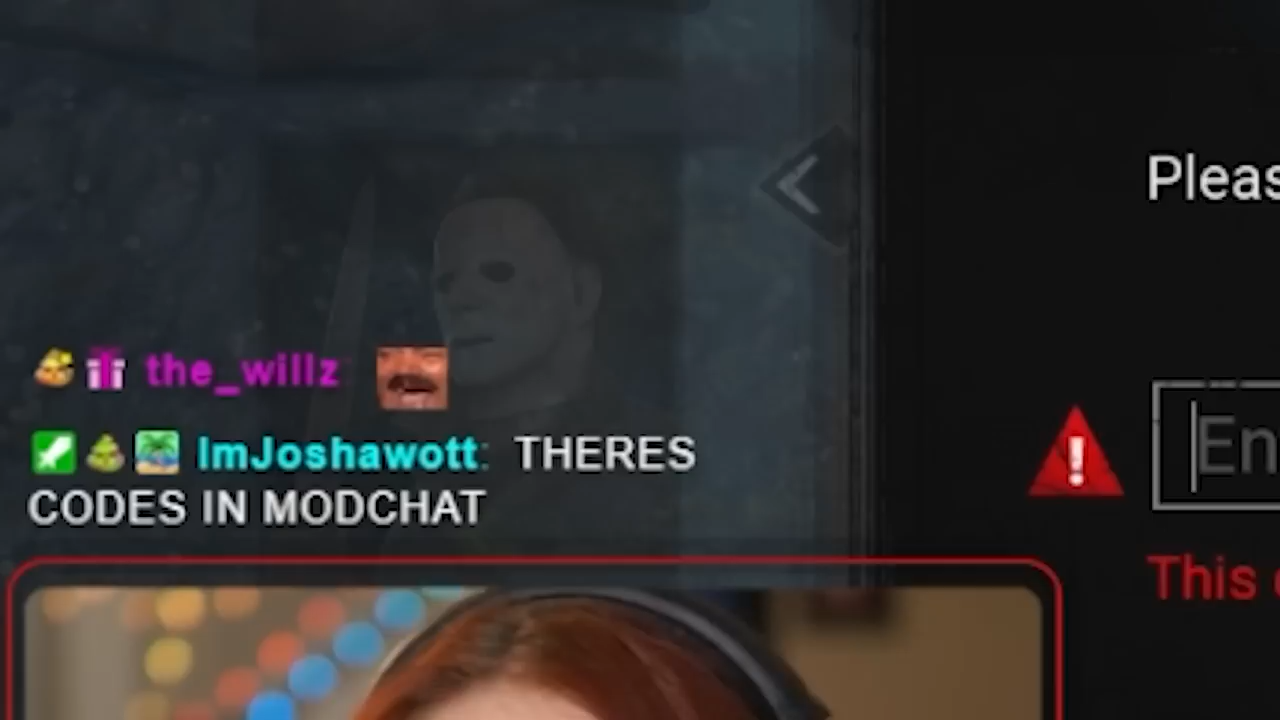 Pleas
the_willz
ImJoshawott: THERES
CODES IN MODCHAT
En
This